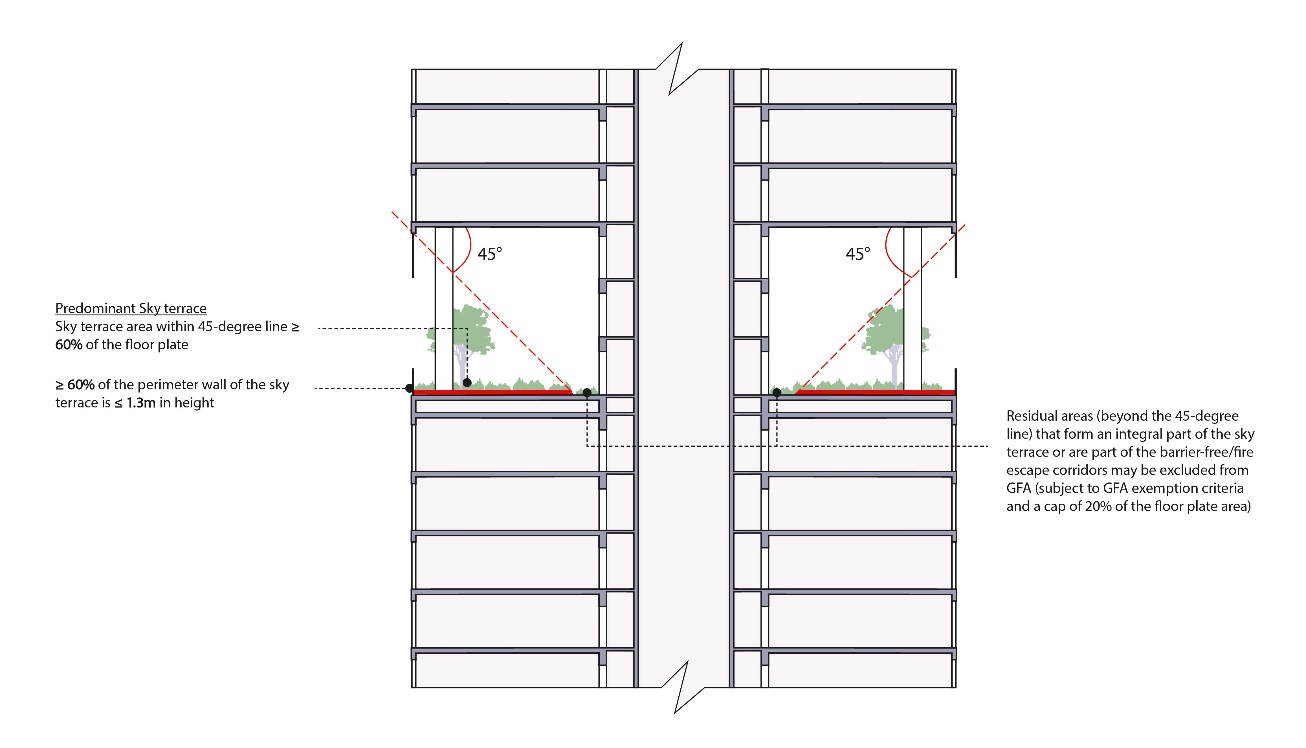 45°
45°
Predominant Sky terrace
Sky terrace area within 45-degree line ≥
60% of the floor plate
≥ 60% of the perimeter wall of the sky
terrace is ≤ 1.3m in height
Residual areas (beyond the 45-degree
line) that form an integral part of the sky
terrace or are part of the barrier-free/fire
escape corridors may be excluded from
GFA (subject to GFA exemption criteria
and a cap of 20% of the floor plate area)